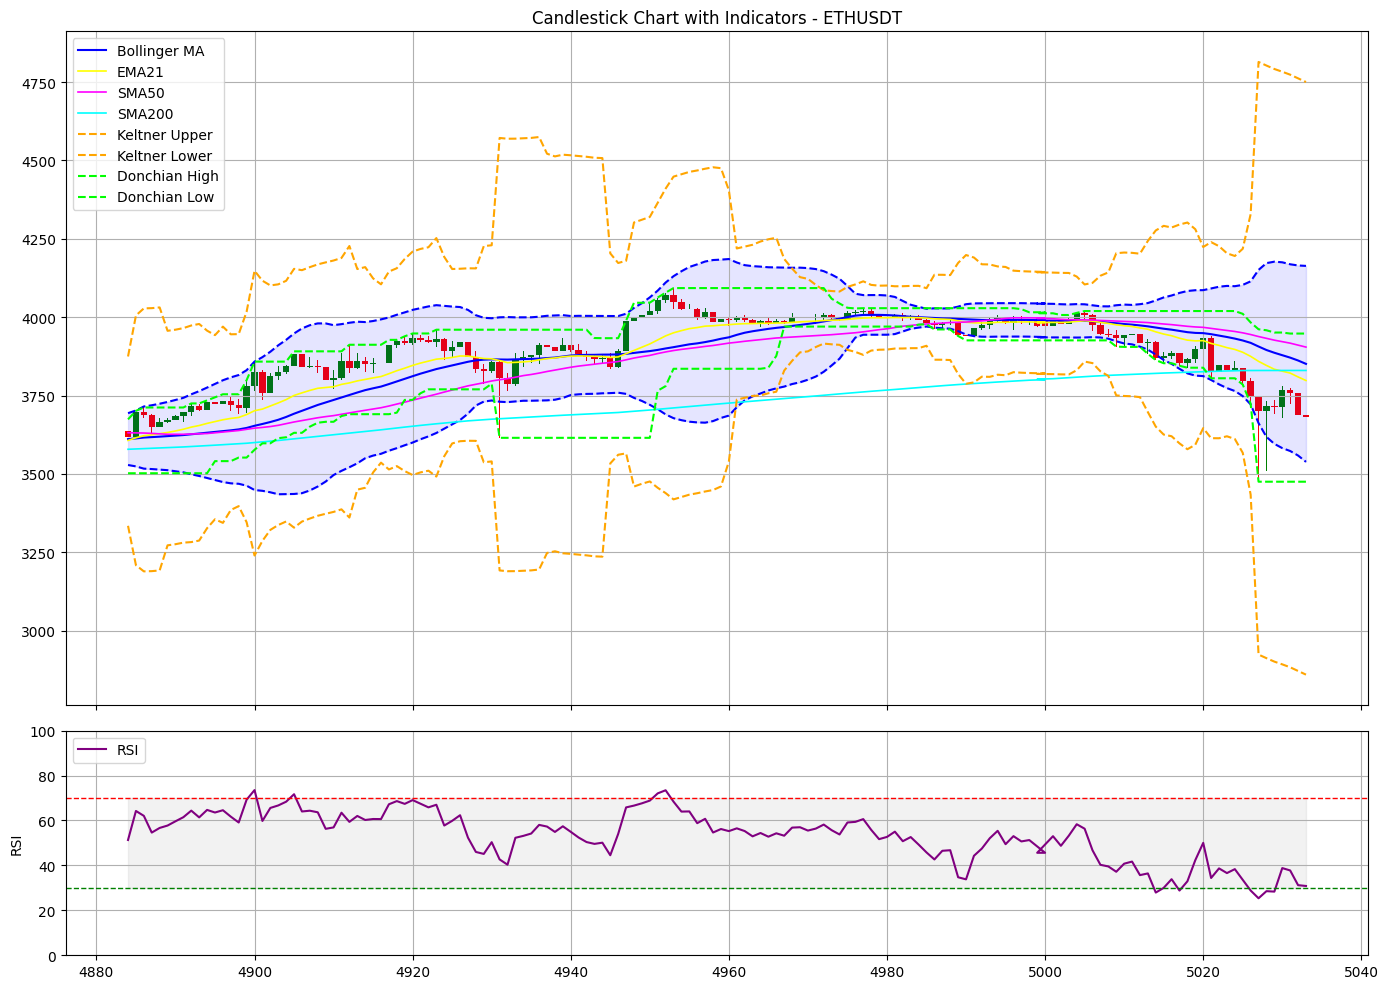 Candlestick Chart with Indicators - ETHUSDT
Bollinger MA
EMA21
SMA50
SMA200
Keltner Upper
Keltner Lower
Donchian High
Donchian Low
4750
4500
4250
4000
3750
3500
3250
3000
RSI
100
80
60
40
20
0
RSI
4880
4900
4920
4940
4960
4980
5000
5020
5040